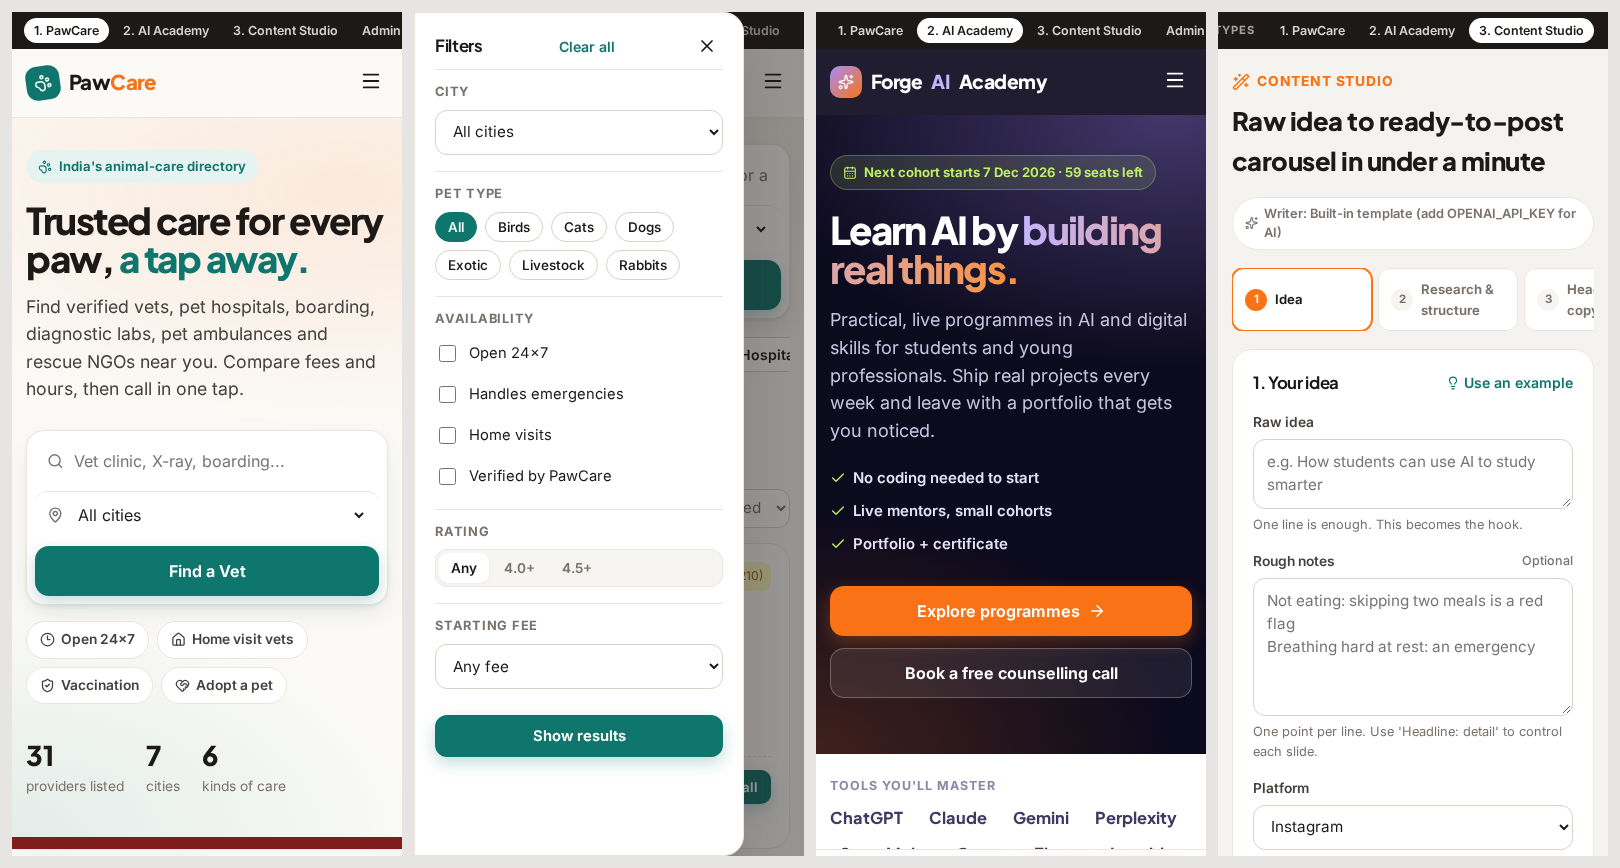 1. PawCare
2. AI Academy
3. Content Studio
Admin
PawCare
India's animal-care directory
Trusted care for every
paw, a tap away.
Find verified vets, pet hospitals, boarding,
diagnostic labs, pet ambulances and
rescue NGOs near you. Compare fees and
hours, then call in one tap.
Vet clinic, X-ray, boarding...
All cities
Find a Vet
Open 24×7
Home visit vets
Vaccination
Adopt a pet
31
providers listed
7
cities
6
kinds of care
Studio
Filters
Clear all
CITY
All cities
PET TYPE
All
Birds
Cats
Dogs
Exotic
Livestock
Rabbits
AVAILABILITY
Open 24×7
Handles emergencies
Home visits
Verified by PawCare
RATING
Any
4.0+
4.5+
STARTING FEE
Any fee
Show results
or a
Hospita
ed
210)
all
1. PawCare
2. AI Academy
3. Content Studio
Admin
Forge AI Academy
Next cohort starts 7 Dec 2026 · 59 seats left
Learn AI by building
real things.
Practical, live programmes in AI and digital
skills for students and young
professionals. Ship real projects every
week and leave with a portfolio that gets
you noticed.
No coding needed to start
Live mentors, small cohorts
Portfolio + certificate
Explore programmes
Book a free counselling call
TOOLS YOU'LL MASTER
ChatGPT
Claude
Gemini
Perplexity
TYPES
1. PawCare
2. AI Academy
3. Content Studio
CONTENT STUDIO
Raw idea to ready-to-post
carousel in under a minute
Writer: Built-in template (add OPENAI_API_KEY for
AI)
1
Idea
2
Research &
structure
3
Head
copy
1. Your idea
Use an example
Raw idea
e.g. How students can use AI to study
smarter
One line is enough. This becomes the hook.
Rough notes
Optional
Not eating: skipping two meals is a red
flag
Breathing hard at rest: an emergency
One point per line. Use 'Headline: detail' to control
each slide.
Platform
Instagram